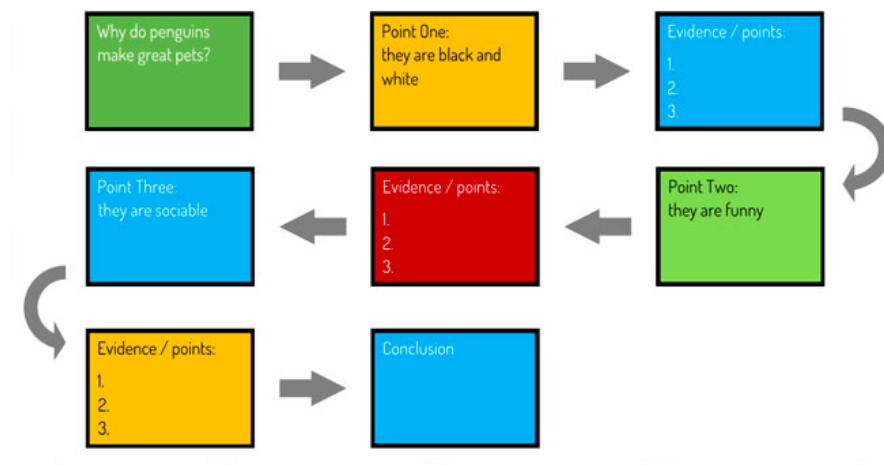 Why do penguins
make great pets?
Point One:
they are black and
white
Evidence / points:
1.
2.
3.
Point Two:
they are funny
Evidence / points:
1.
2.
3.
Point Three:
they are sociable
Evidence / points:
1.
2.
3.
Conclusion